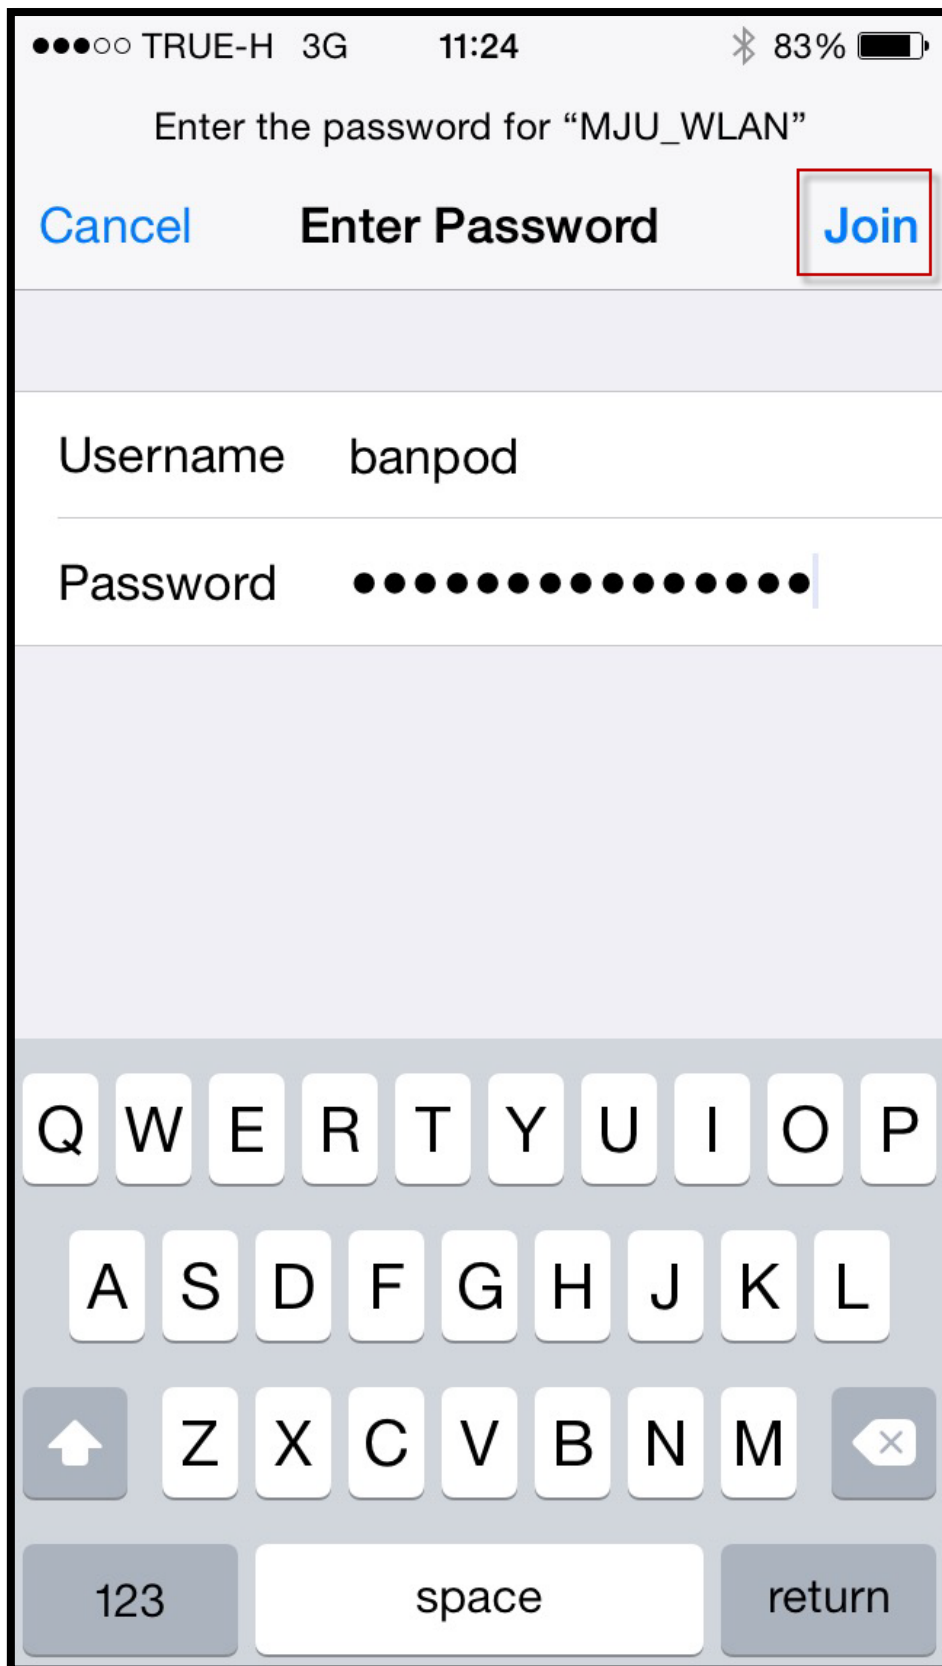 ●●●○○ TRUE-H 3G 11:24 83%
Enter the password for “MJU_WLAN”
Cancel Enter Password Join
Username banpod
Password ●●●●●●●●●●●●●●●
Q W E R T Y U I O P
A S D F G H J K L
Z X C V B N M
123 space return